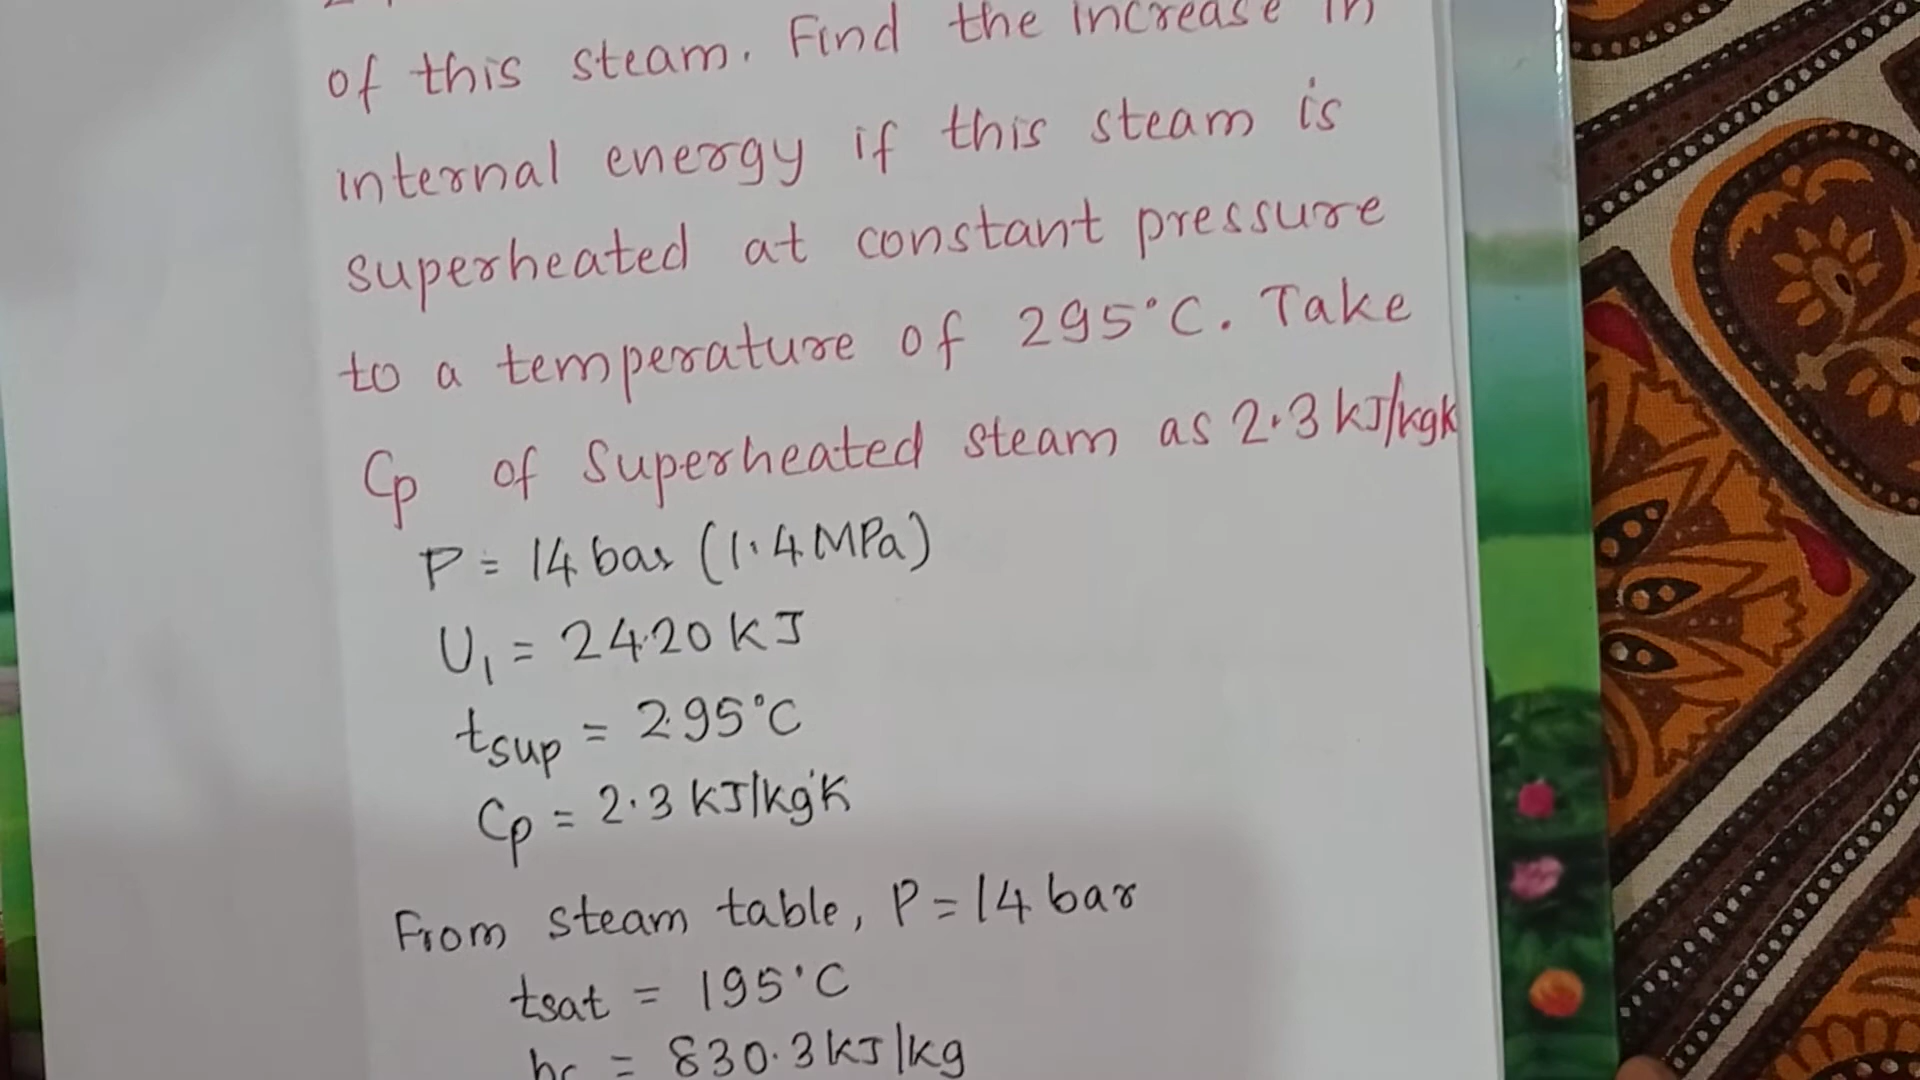 of this steam. Find the increase in
internal energy if this steam is
superheated at constant pressure
to a temperature of 295°C. Take
Cp of Superheated steam as 2.3 kJ/kgk
P = 14 bar (1.4 MPa)
U₁ = 2420 kJ
tsup = 295°C
Cp = 2.3 kJ/kgK
From steam table, P = 14 bar
tsat = 195°C
= 830.3 kJ/kg